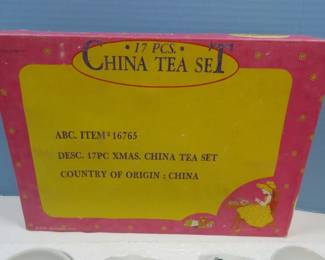 • 17 PCS. •
CHINA TEA SET
ABC. ITEM# 16765
DESC. 17PC XMAS. CHINA TEA SET
COUNTRY OF ORIGIN : CHINA